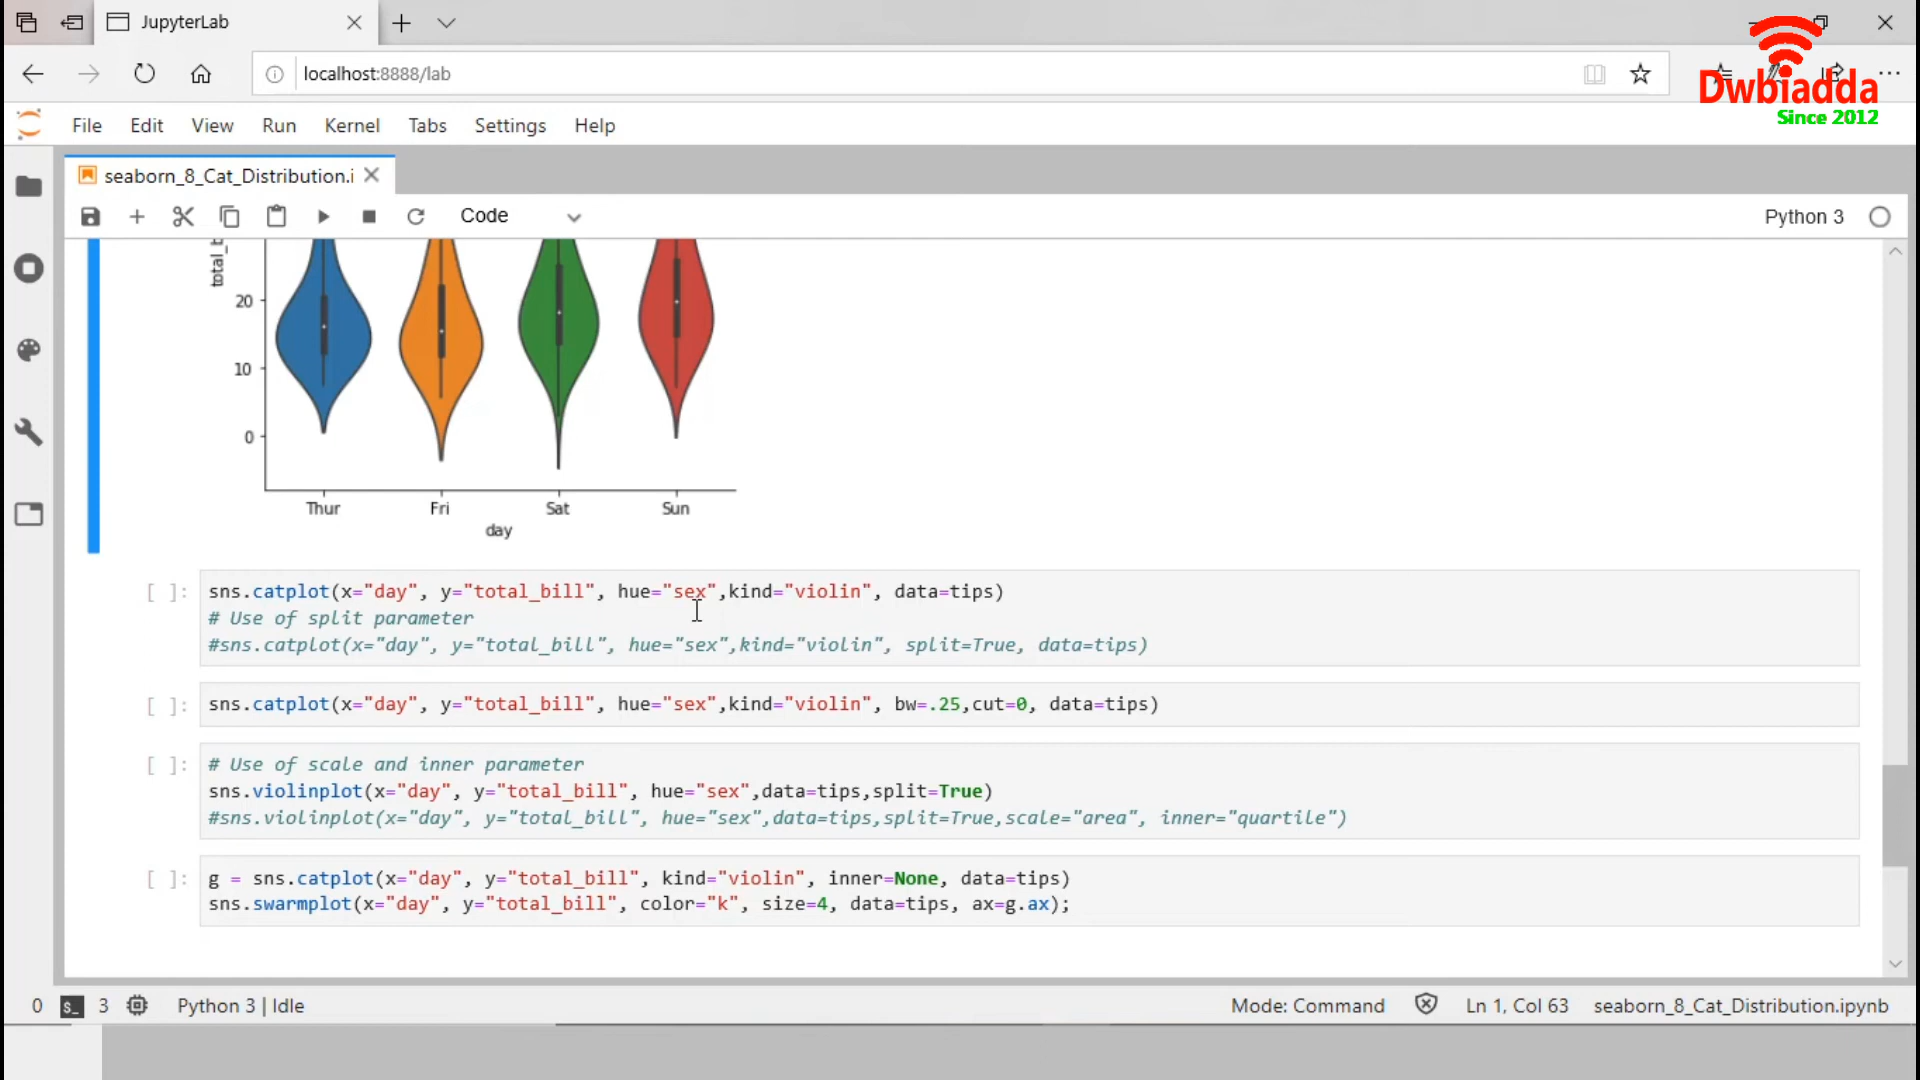 JupyterLab
localhost:8888/lab
Dwbiadda
Since 2012
File Edit View Run Kernel Tabs Settings Help
seaborn_8_Cat_Distribution.i
Code
Python 3
total_b
20
10
0
Thur Fri Sat Sun
day
[ ]: sns.catplot(x="day", y="total_bill", hue="sex",kind="violin", data=tips)
# Use of split parameter
#sns.catplot(x="day", y="total_bill", hue="sex",kind="violin", split=True, data=tips)
[ ]: sns.catplot(x="day", y="total_bill", hue="sex",kind="violin", bw=.25,cut=0, data=tips)
[ ]: # Use of scale and inner parameter
sns.violinplot(x="day", y="total_bill", hue="sex",data=tips,split=True)
#sns.violinplot(x="day", y="total_bill", hue="sex",data=tips,split=True,scale="area", inner="quartile")
[ ]: g = sns.catplot(x="day", y="total_bill", kind="violin", inner=None, data=tips)
sns.swarmplot(x="day", y="total_bill", color="k", size=4, data=tips, ax=g.ax);
0 $_ 3 Python 3 | Idle Mode: Command Ln 1, Col 63 seaborn_8_Cat_Distribution.ipynb